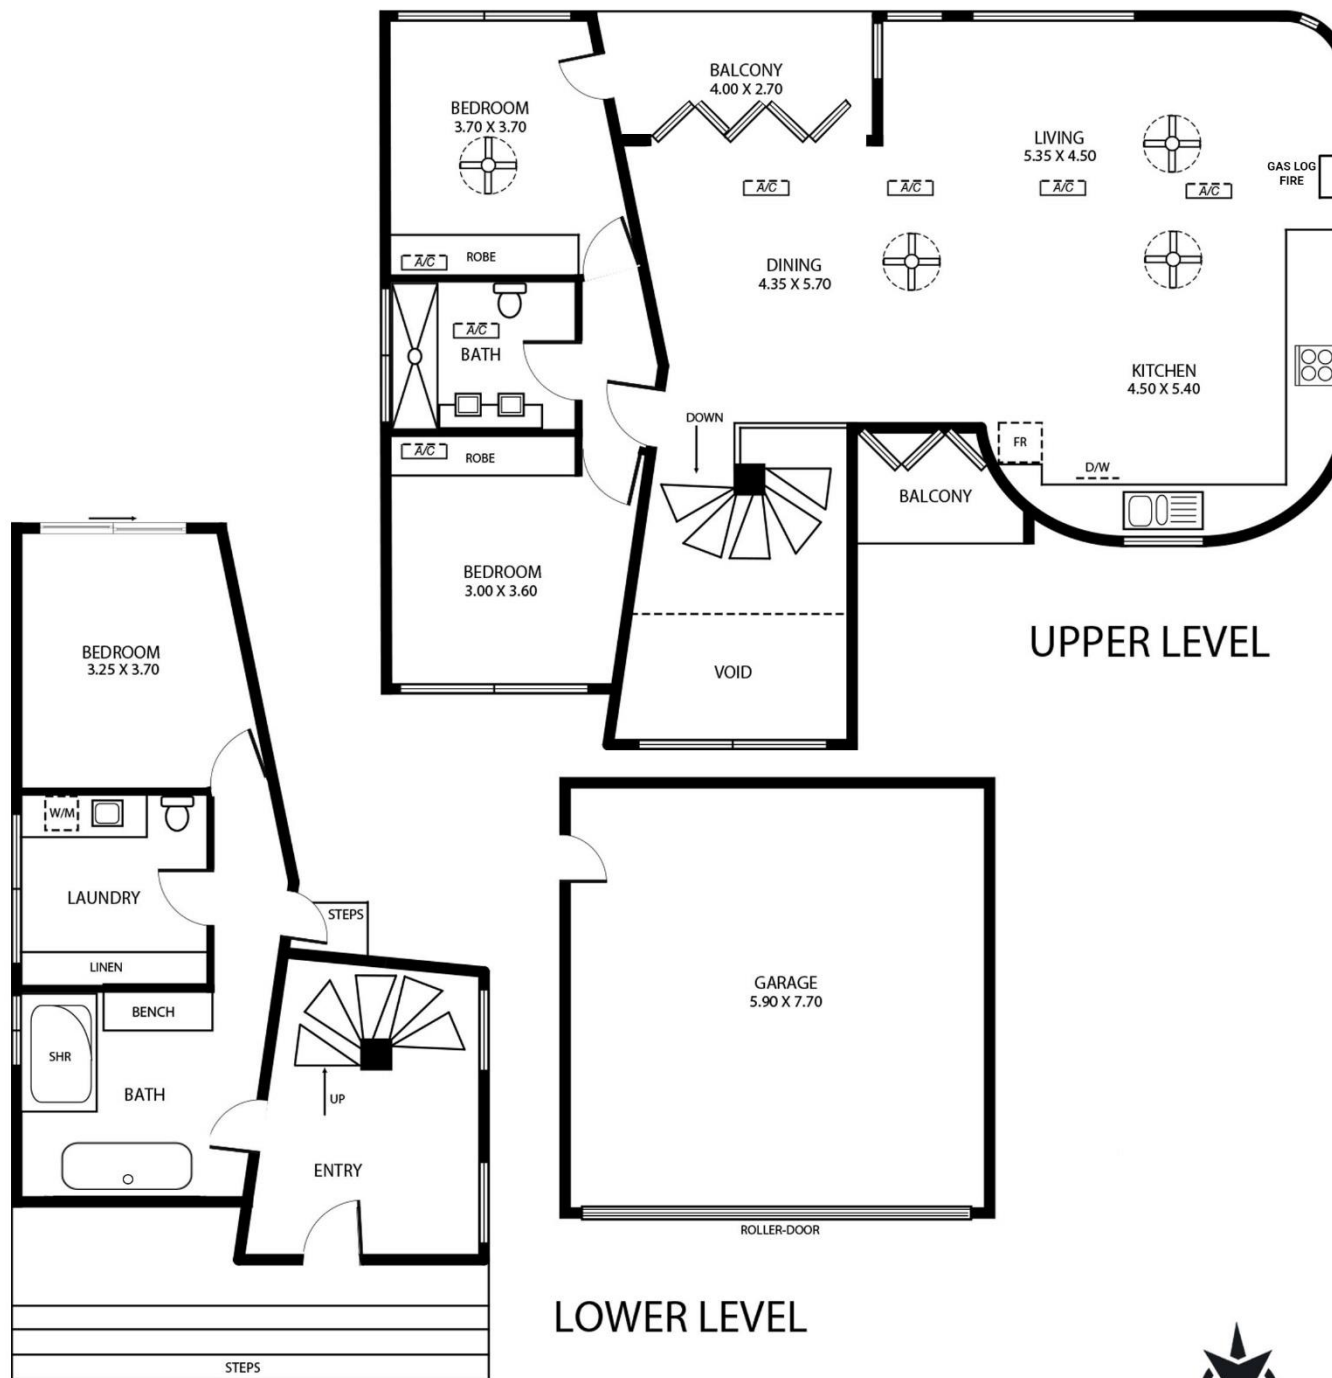 BALCONY
4.00 X 2.70
BEDROOM
3.70 X 3.70
LIVING
5.35 X 4.50
GAS LOG
FIRE
A/C
A/C
A/C
A/C
ROBE
A/C
DINING
4.35 X 5.70
A/C
BATH
KITCHEN
4.50 X 5.40
DOWN
FR
A/C
ROBE
D/W
BALCONY
BEDROOM
3.00 X 3.60
UPPER LEVEL
VOID
BEDROOM
3.25 X 3.70
W/M
LAUNDRY
STEPS
LINEN
GARAGE
5.90 X 7.70
BENCH
SHR
BATH
UP
ENTRY
ROLLER-DOOR
LOWER LEVEL
STEPS